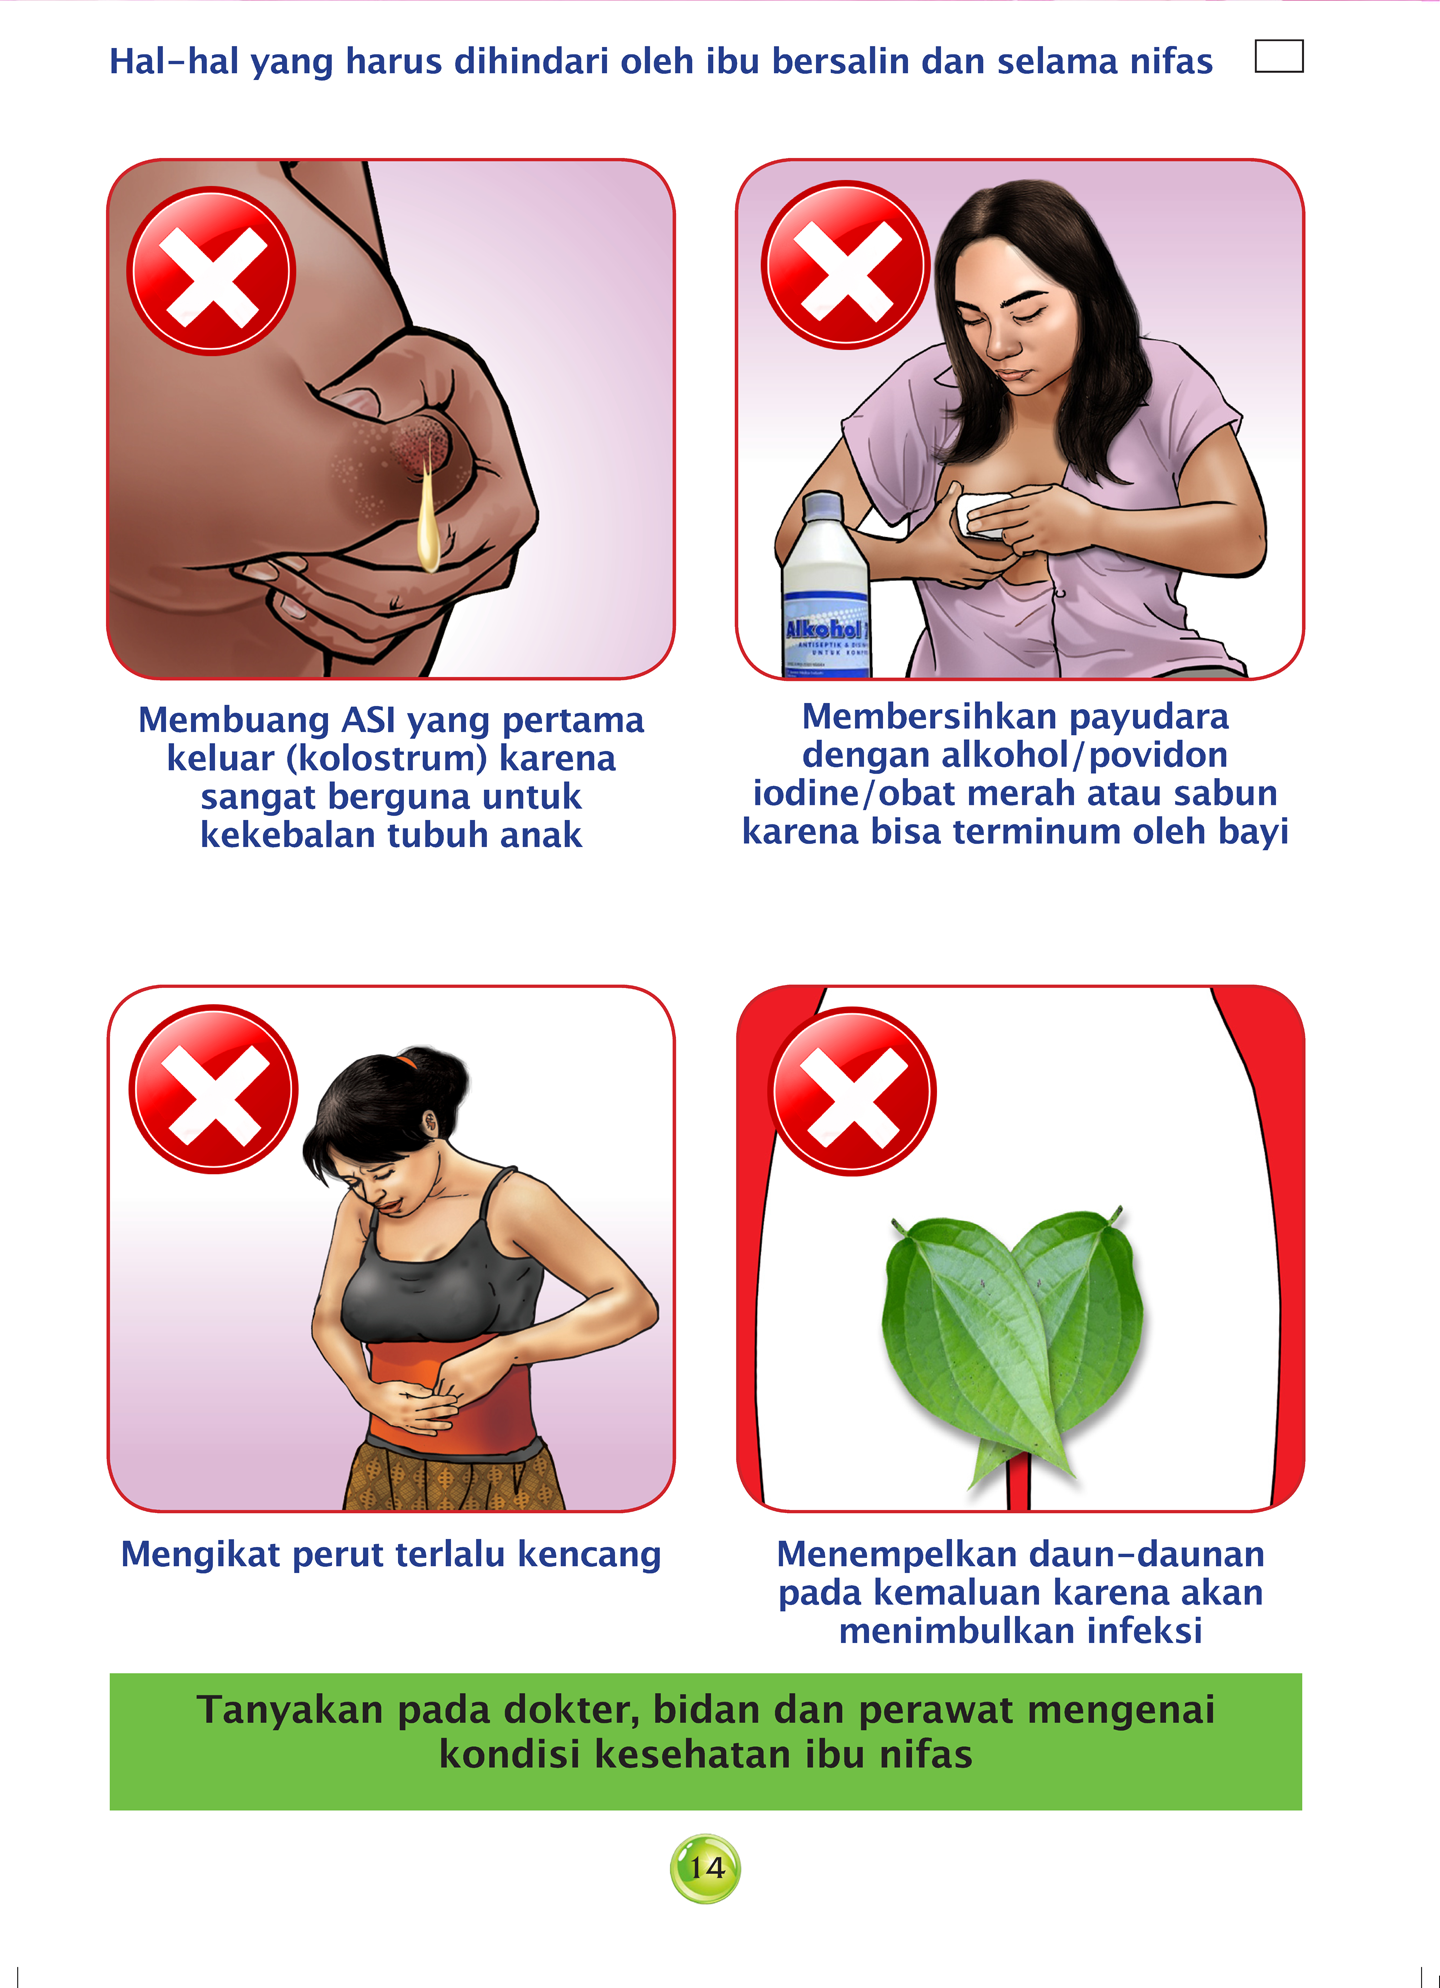 Hal-hal yang harus dihindari oleh ibu bersalin dan selama nifas
Membuang ASI yang pertama
keluar (kolostrum) karena
sangat berguna untuk
kekebalan tubuh anak
Alkohol
ANTISEPTIK &
UNTUK
Membersihkan payudara
dengan alkohol/povidon
iodine/obat merah atau sabun
karena bisa terminum oleh bayi
Mengikat perut terlalu kencang
Menempelkan daun-daunan
pada kemaluan karena akan
menimbulkan infeksi
Tanyakan pada dokter, bidan dan perawat mengenai
kondisi kesehatan ibu nifas
14